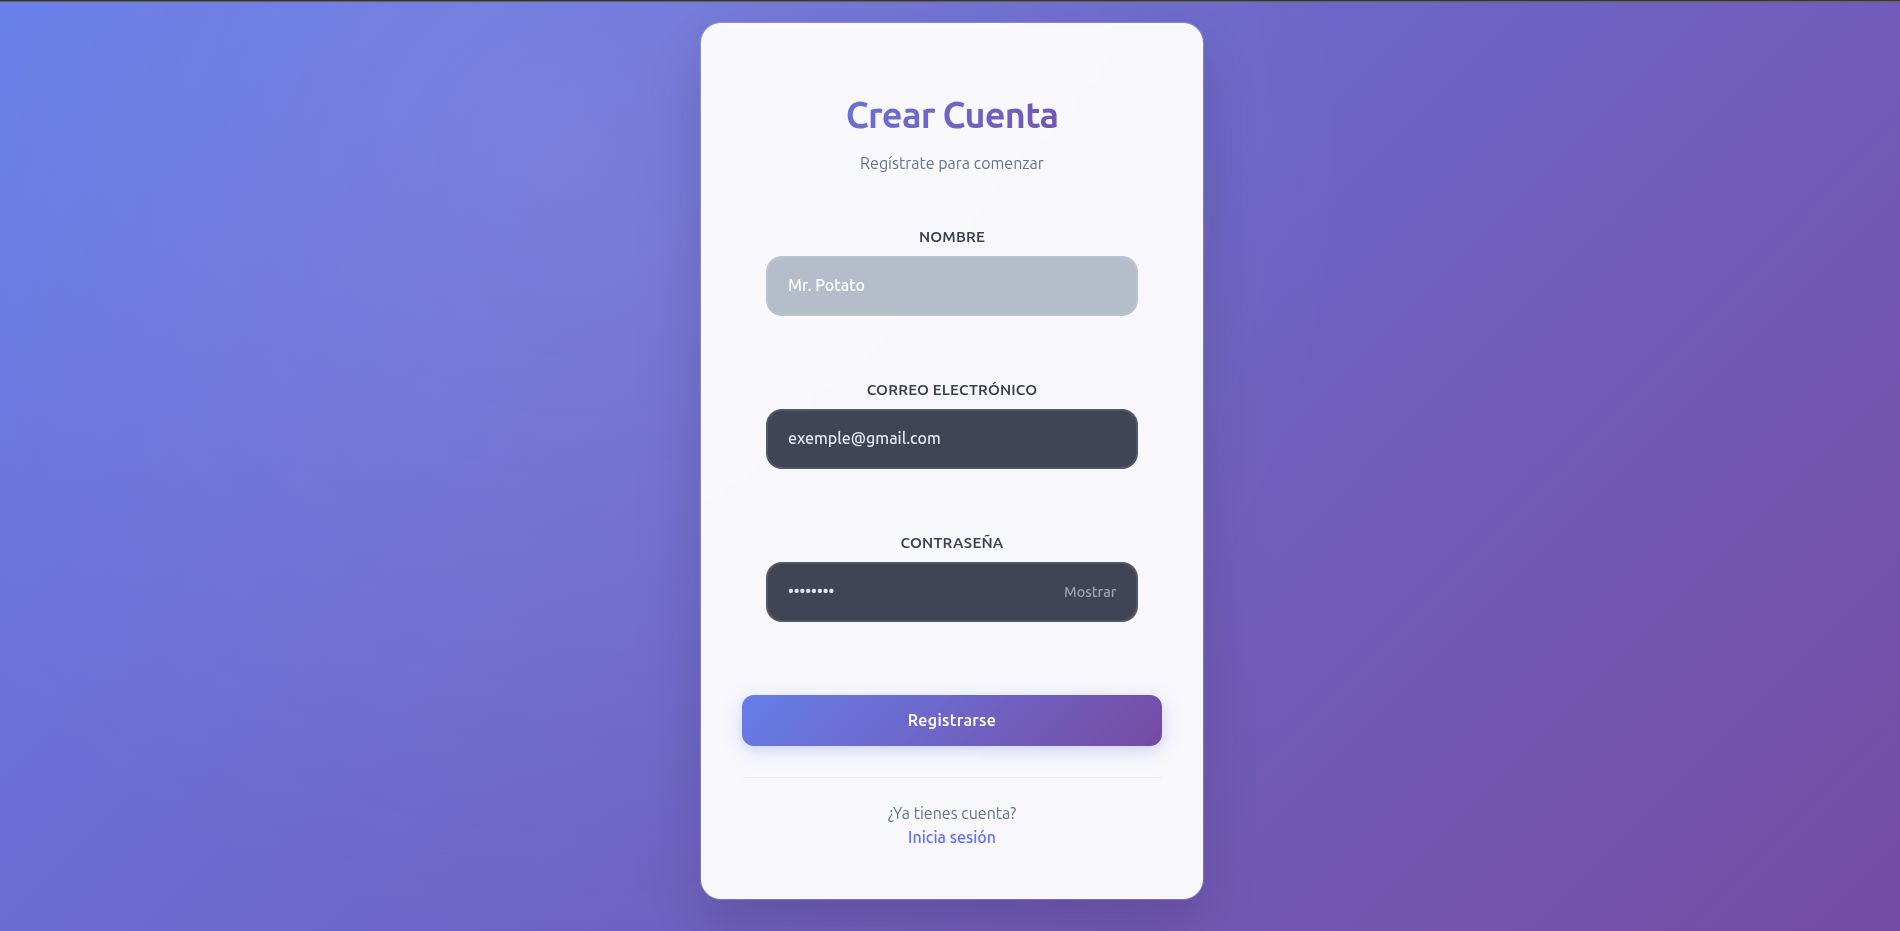 Crear Cuenta
Regístrate para comenzar
NOMBRE
Mr. Potato
CORREO ELECTRÓNICO
exemple@gmail.com
CONTRASEÑA
•••••••• Mostrar
Registrarse
¿Ya tienes cuenta?
Inicia sesión